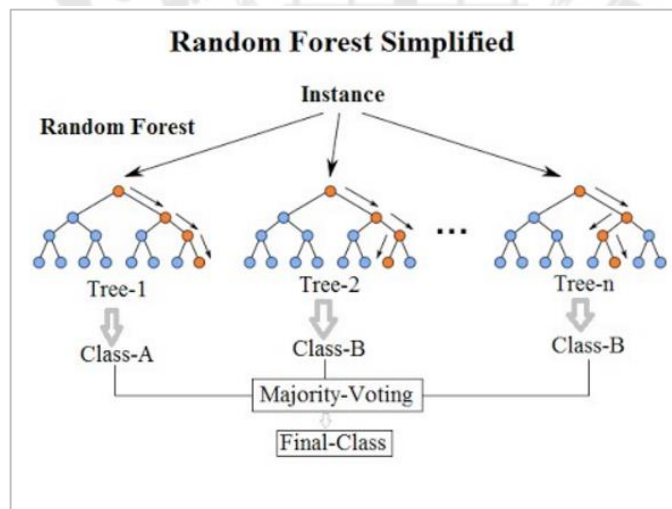 Random Forest Simplified
Instance
Random Forest
...
Tree-1 Tree-2 Tree-n
Class-A Class-B Class-B
Majority-Voting
Final-Class